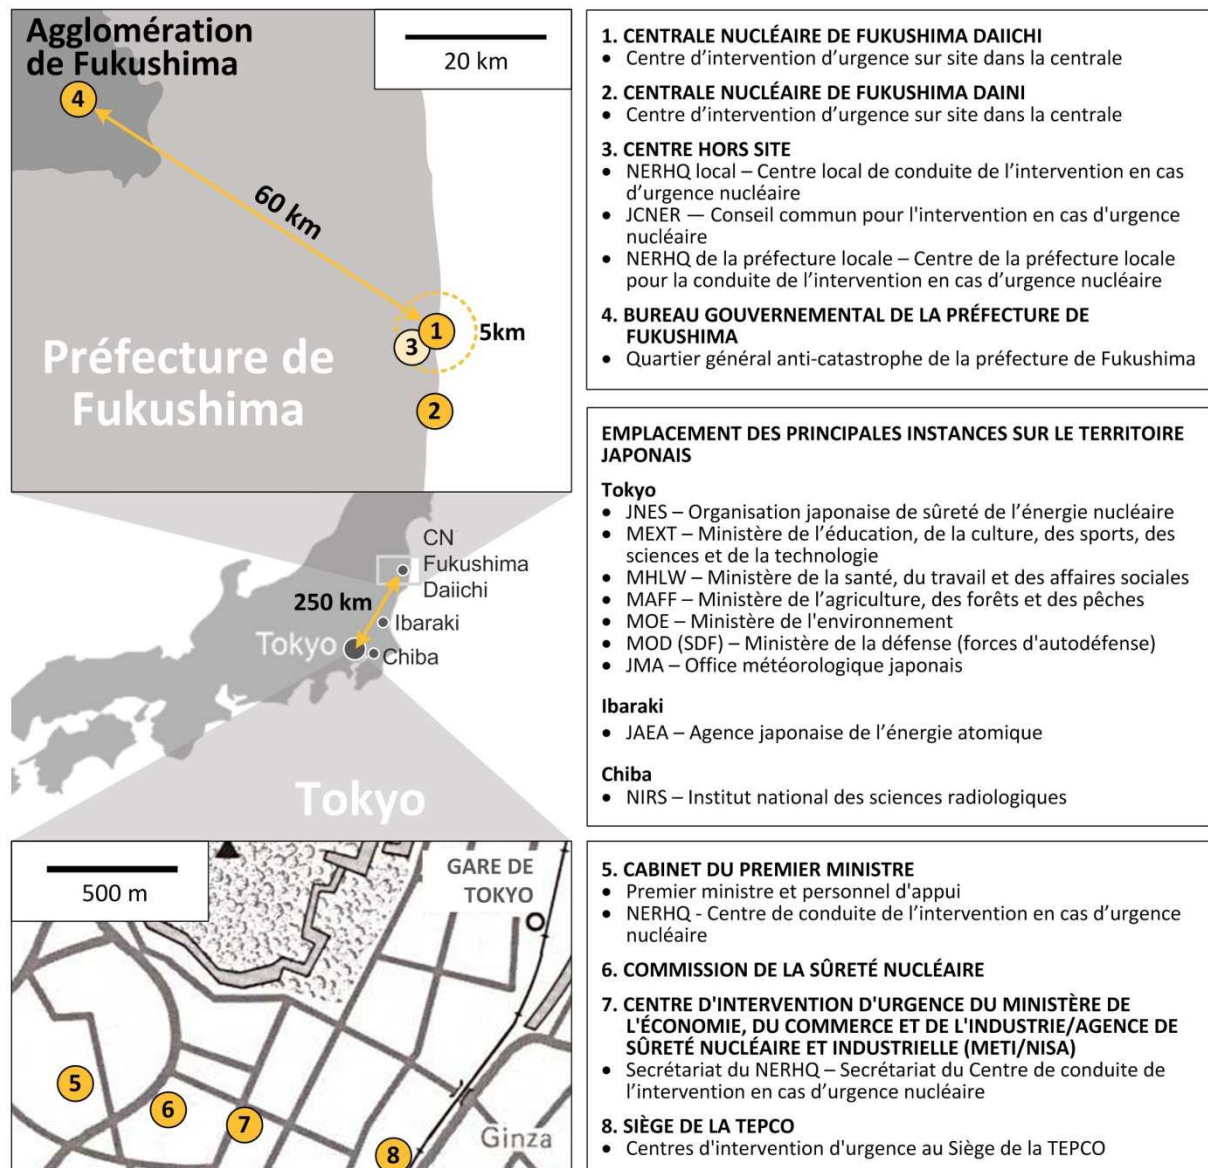 Agglomération
de Fukushima
20 km
4
60 km
1
3
5km
2
Préfecture de
Fukushima
CN
Fukushima
Daiichi
250 km
Ibaraki
Tokyo
Chiba
Tokyo
500 m
GARE DE
TOKYO
5
6
7
8
Ginza
1. CENTRALE NUCLÉAIRE DE FUKUSHIMA DAIICHI
• Centre d’intervention d’urgence sur site dans la centrale
2. CENTRALE NUCLÉAIRE DE FUKUSHIMA DAINI
• Centre d’intervention d’urgence sur site dans la centrale
3. CENTRE HORS SITE
• NERHQ local – Centre local de conduite de l’intervention en cas
d’urgence nucléaire
• JCNER — Conseil commun pour l'intervention en cas d'urgence
nucléaire
• NERHQ de la préfecture locale – Centre de la préfecture locale
pour la conduite de l’intervention en cas d’urgence nucléaire
4. BUREAU GOUVERNEMENTAL DE LA PRÉFECTURE DE
FUKUSHIMA
• Quartier général anti-catastrophe de la préfecture de Fukushima
EMPLACEMENT DES PRINCIPALES INSTANCES SUR LE TERRITOIRE
JAPONAIS
Tokyo
• JNES – Organisation japonaise de sûreté de l’énergie nucléaire
• MEXT – Ministère de l’éducation, de la culture, des sports, des
sciences et de la technologie
• MHLW – Ministère de la santé, du travail et des affaires sociales
• MAFF – Ministère de l’agriculture, des forêts et des pêches
• MOE – Ministère de l'environnement
• MOD (SDF) – Ministère de la défense (forces d'autodéfense)
• JMA – Office météorologique japonais
Ibaraki
• JAEA – Agence japonaise de l’énergie atomique
Chiba
• NIRS – Institut national des sciences radiologiques
5. CABINET DU PREMIER MINISTRE
• Premier ministre et personnel d'appui
• NERHQ - Centre de conduite de l’intervention en cas d’urgence
nucléaire
6. COMMISSION DE LA SÛRETÉ NUCLÉAIRE
7. CENTRE D'INTERVENTION D'URGENCE DU MINISTÈRE DE
L'ÉCONOMIE, DU COMMERCE ET DE L'INDUSTRIE/AGENCE DE
SÛRETÉ NUCLÉAIRE ET INDUSTRIELLE (METI/NISA)
• Secrétariat du NERHQ – Secrétariat du Centre de conduite de
l’intervention en cas d’urgence nucléaire
8. SIÈGE DE LA TEPCO
• Centres d'intervention d'urgence au Siège de la TEPCO